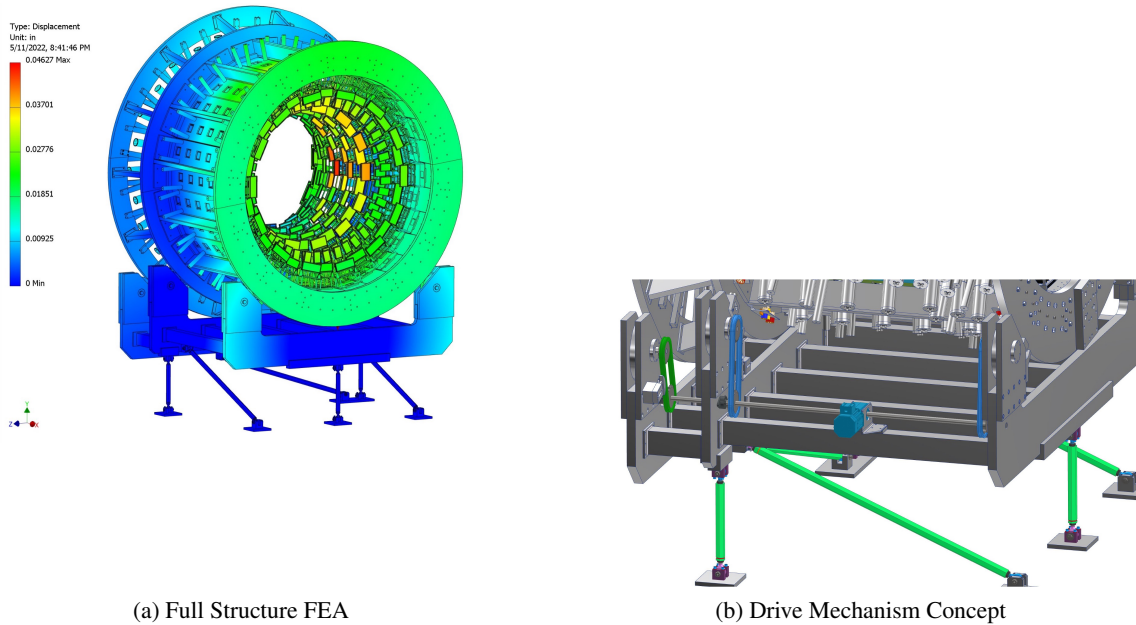 Type: Displacement
Unit: in
5/11/2022, 8:41:46 PM
0.04627 Max
0.03701
0.02776
0.01851
0.00925
0 Min
Y
Z
X
(a) Full Structure FEA
(b) Drive Mechanism Concept